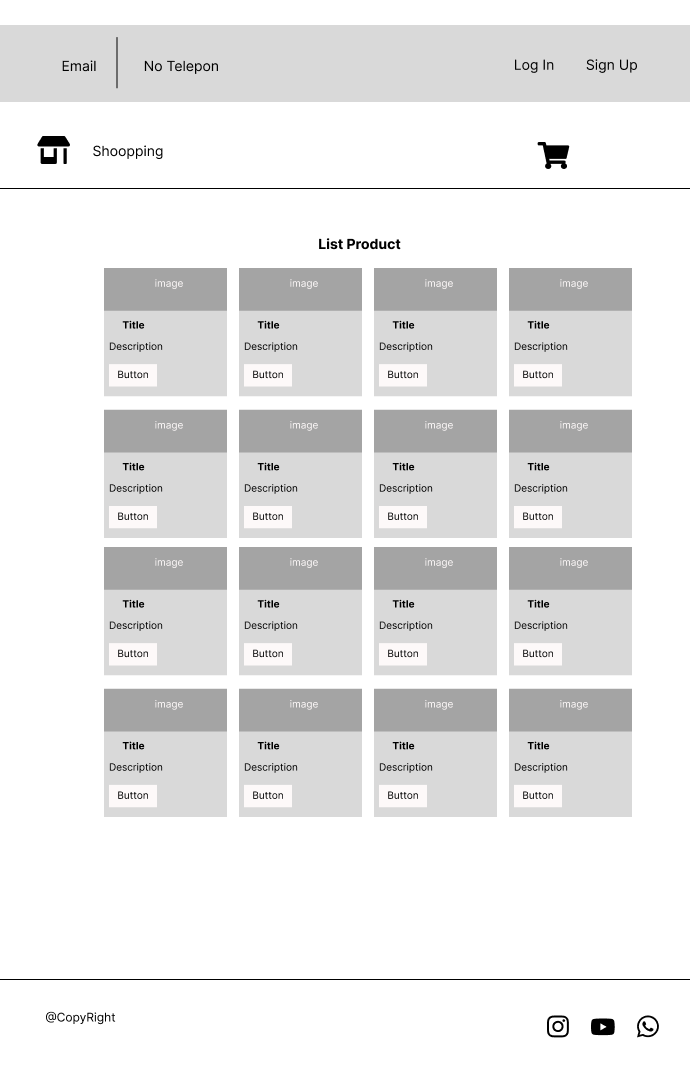 Email
No Telepon
Log In
Sign Up
Shoopping
List Product
image
image
image
image
Title
Title
Title
Title
Description
Description
Description
Description
Button
Button
Button
Button
image
image
image
image
Title
Title
Title
Title
Description
Description
Description
Description
Button
Button
Button
Button
image
image
image
image
Title
Title
Title
Title
Description
Description
Description
Description
Button
Button
Button
Button
image
image
image
image
Title
Title
Title
Title
Description
Description
Description
Description
Button
Button
Button
Button
@CopyRight